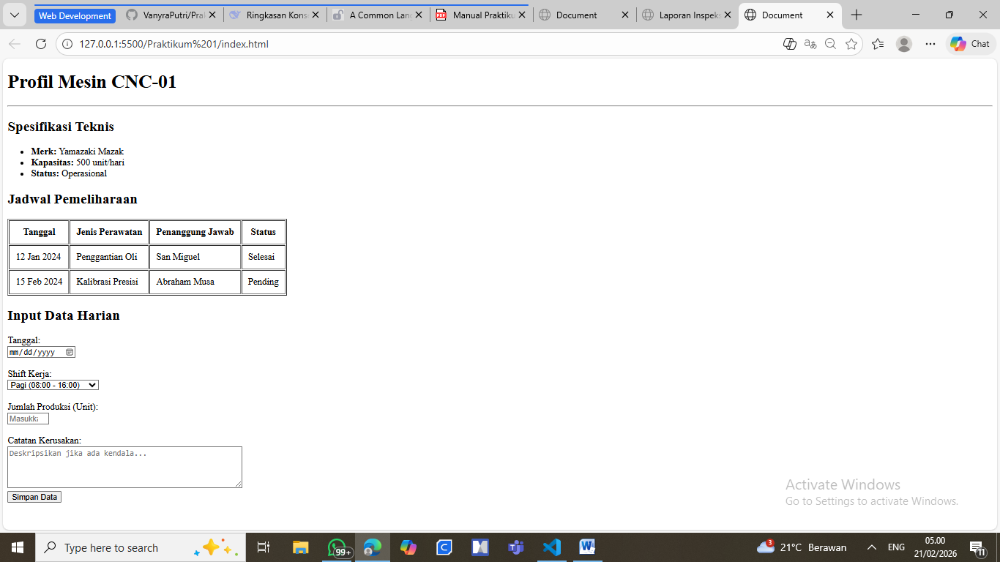 Web Development
VanyraPutri/Pra
Ringkasan Kons
A Common Lang
Manual Praktiku
Document
Laporan Inspeks
Document
127.0.0.1:5500/Praktikum%201/index.html
Chat
Profil Mesin CNC-01
Spesifikasi Teknis
Merk: Yamazaki Mazak
Kapasitas: 500 unit/hari
Status: Operasional
Jadwal Pemeliharaan
Tanggal Jenis Perawatan Penanggung Jawab Status
12 Jan 2024 Penggantian Oli San Miguel Selesai
15 Feb 2024 Kalibrasi Presisi Abraham Musa Pending
Input Data Harian
Tanggal:
mm/dd/yyyy
Shift Kerja:
Pagi (08:00 - 16:00)
Jumlah Produksi (Unit):
Masukk
Catatan Kerusakan:
Deskripsikan jika ada kendala...
Simpan Data
Activate Windows
Go to Settings to activate Windows.
Type here to search
99+
3
21°C Berawan
ENG
05.00
21/02/2026
11